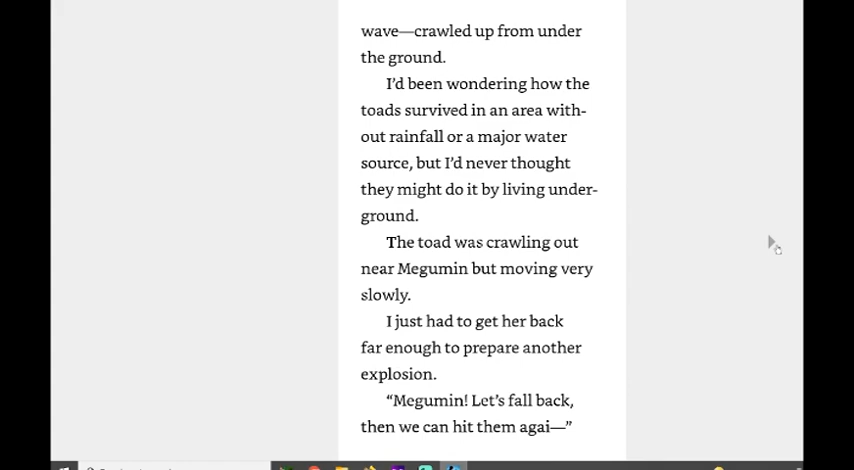 wave—crawled up from under
the ground.
I’d been wondering how the
toads survived in an area with-
out rainfall or a major water
source, but I’d never thought
they might do it by living under-
ground.
The toad was crawling out
near Megumin but moving very
slowly.
I just had to get her back
far enough to prepare another
explosion.
“Megumin! Let’s fall back,
then we can hit them agai—”